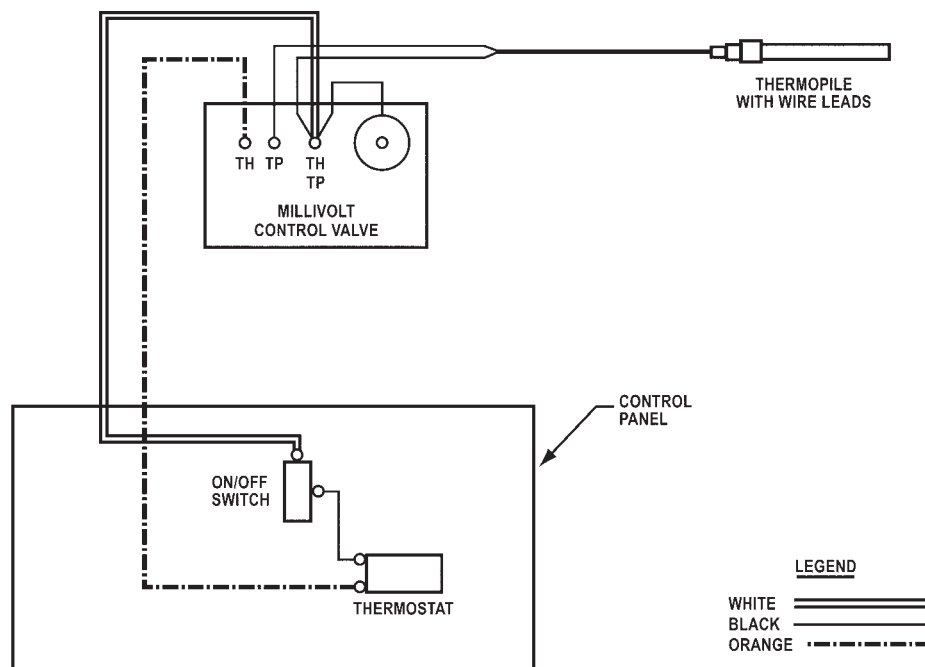 THERMOPILE
WITH WIRE LEADS
TH TP TH
TP
MILLIVOLT
CONTROL VALVE
CONTROL
PANEL
ON/OFF
SWITCH
THERMOSTAT
LEGEND
WHITE
BLACK
ORANGE